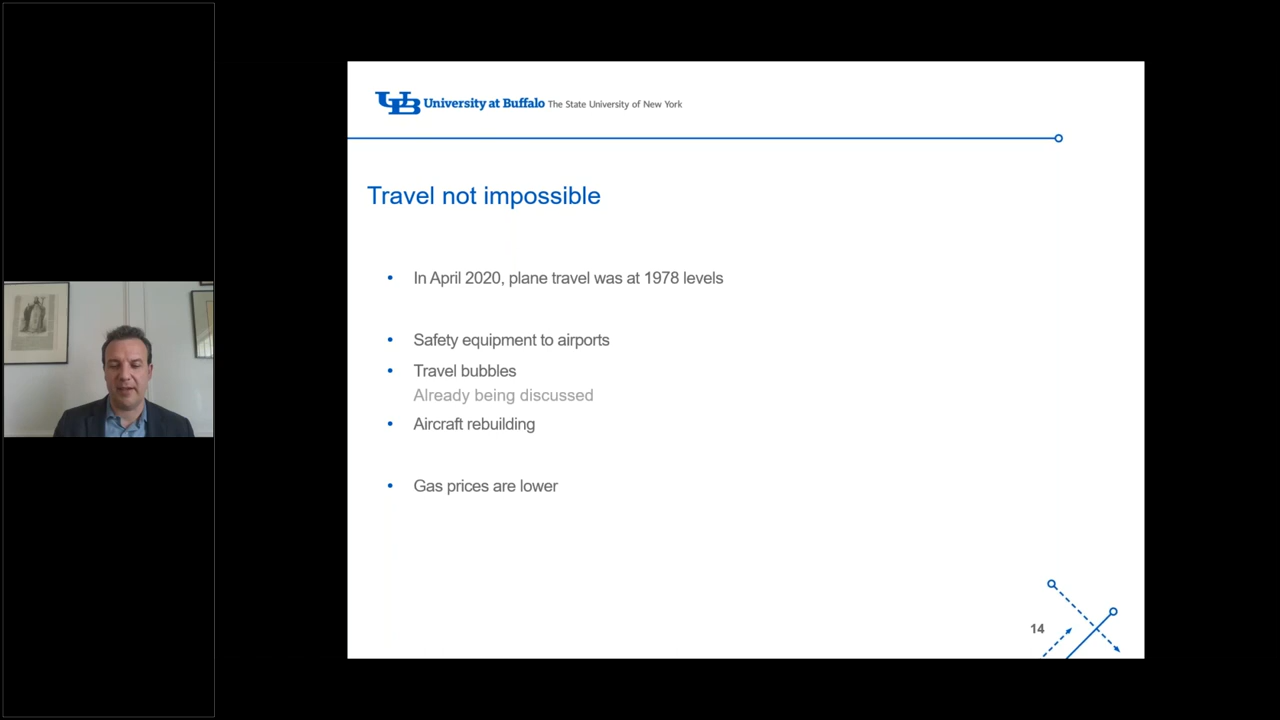 UB University at Buffalo The State University of New York
Travel not impossible
• In April 2020, plane travel was at 1978 levels
• Safety equipment to airports
• Travel bubbles
Already being discussed
• Aircraft rebuilding
• Gas prices are lower
14